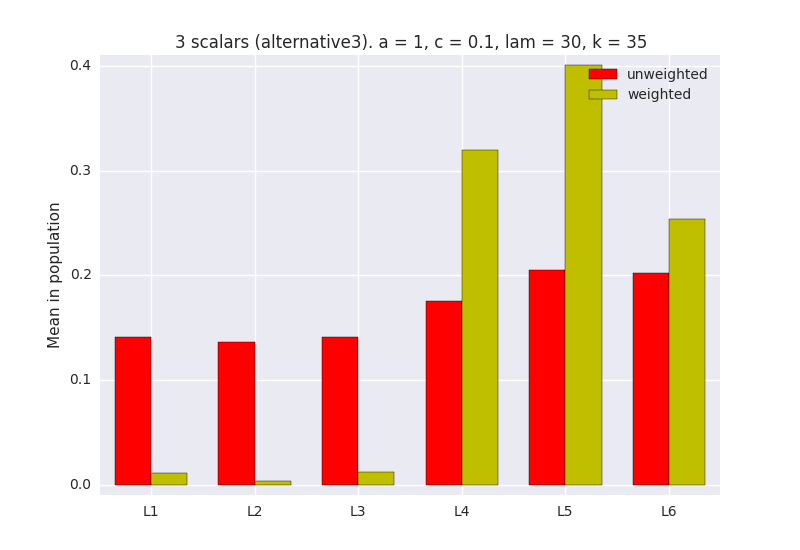 3 scalars (alternative3). a = 1, c = 0.1, lam = 30, k = 35
unweighted
weighted
Mean in population
0.4
0.3
0.2
0.1
0.0
L1 L2 L3 L4 L5 L6